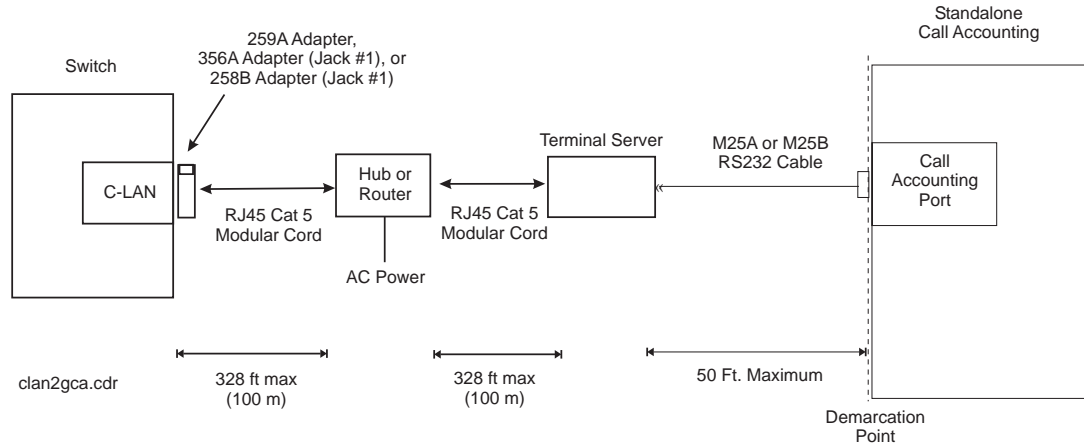 Standalone
Call Accounting
259A Adapter,
356A Adapter (Jack #1), or
258B Adapter (Jack #1)
Switch
Terminal Server
M25A or M25B
RS232 Cable
C-LAN
Hub or
Router
Call
Accounting
Port
RJ45 Cat 5
Modular Cord
RJ45 Cat 5
Modular Cord
AC Power
clan2gca.cdr
328 ft max
(100 m)
328 ft max
(100 m)
50 Ft. Maximum
Demarcation
Point